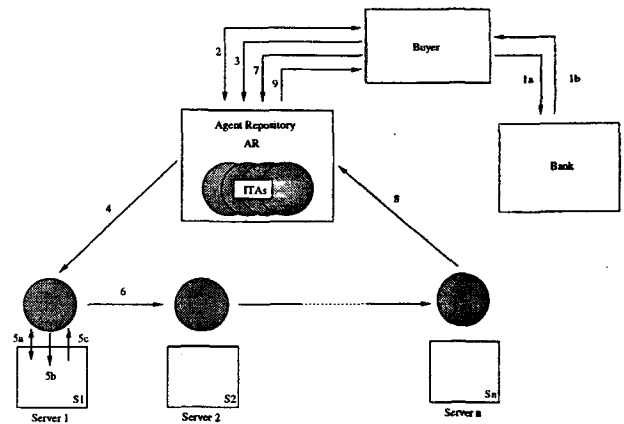 Buyer
2
3
7
9
1a
1b
Agent Repository
AR
ITAs
Bank
4
8
6
5a
5b
5c
S1
S2
Sn
Server 1
Server 2
Server n